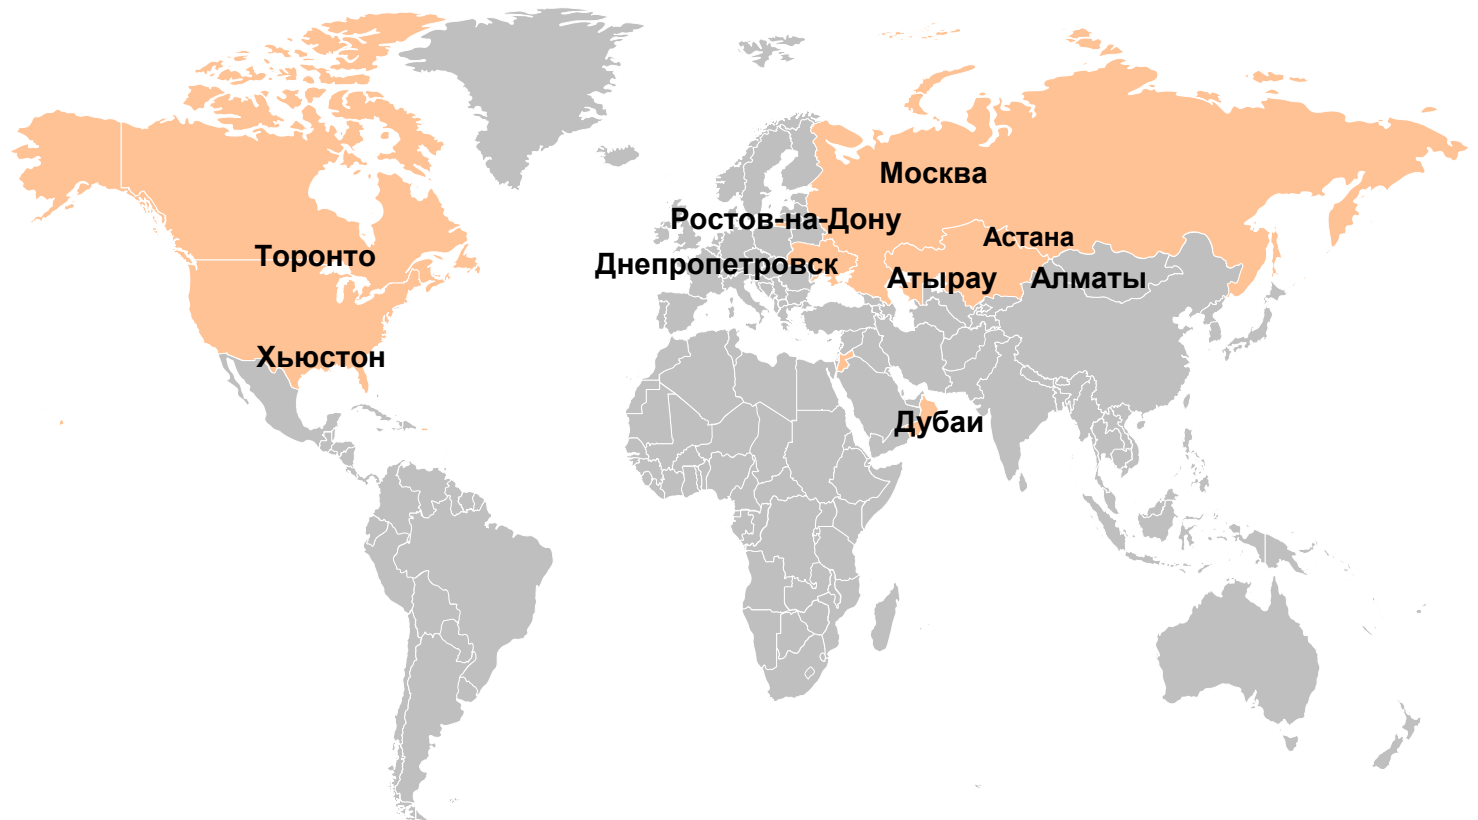 Москва
Ростов-на-Дону
Астана
Торонто
Днепропетровск
Атырау
Алматы
Хьюстон
Дубаи